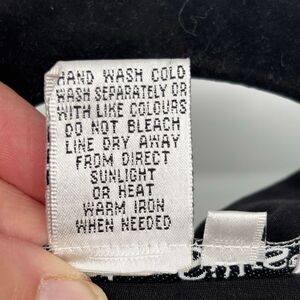 HAND WASH COLD
WASH SEPARATELY OR
WITH LIKE COLOURS
DO NOT BLEACH
LINE DRY AWAY
FROM DIRECT
SUNLIGHT
OR HEAT
WARM IRON
WHEN NEEDED